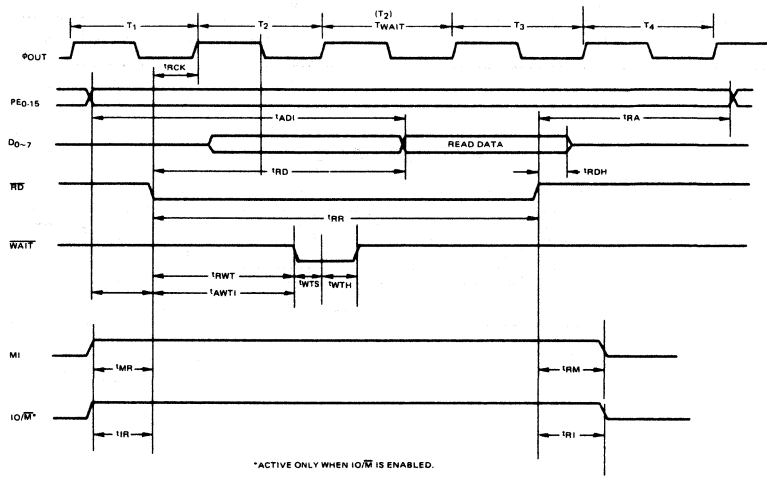 T1 T2 (T2) TWAIT T3 T4
φOUT
tRCK
PE0-15
tADI tRA
D0~7
READ DATA
tRD tRDH
RD
tRR
WAIT
tRWT tWTS tWTH
tAWTI
MI
tMR tRM
IO/M*
tIR tRI
*ACTIVE ONLY WHEN IO/M IS ENABLED.